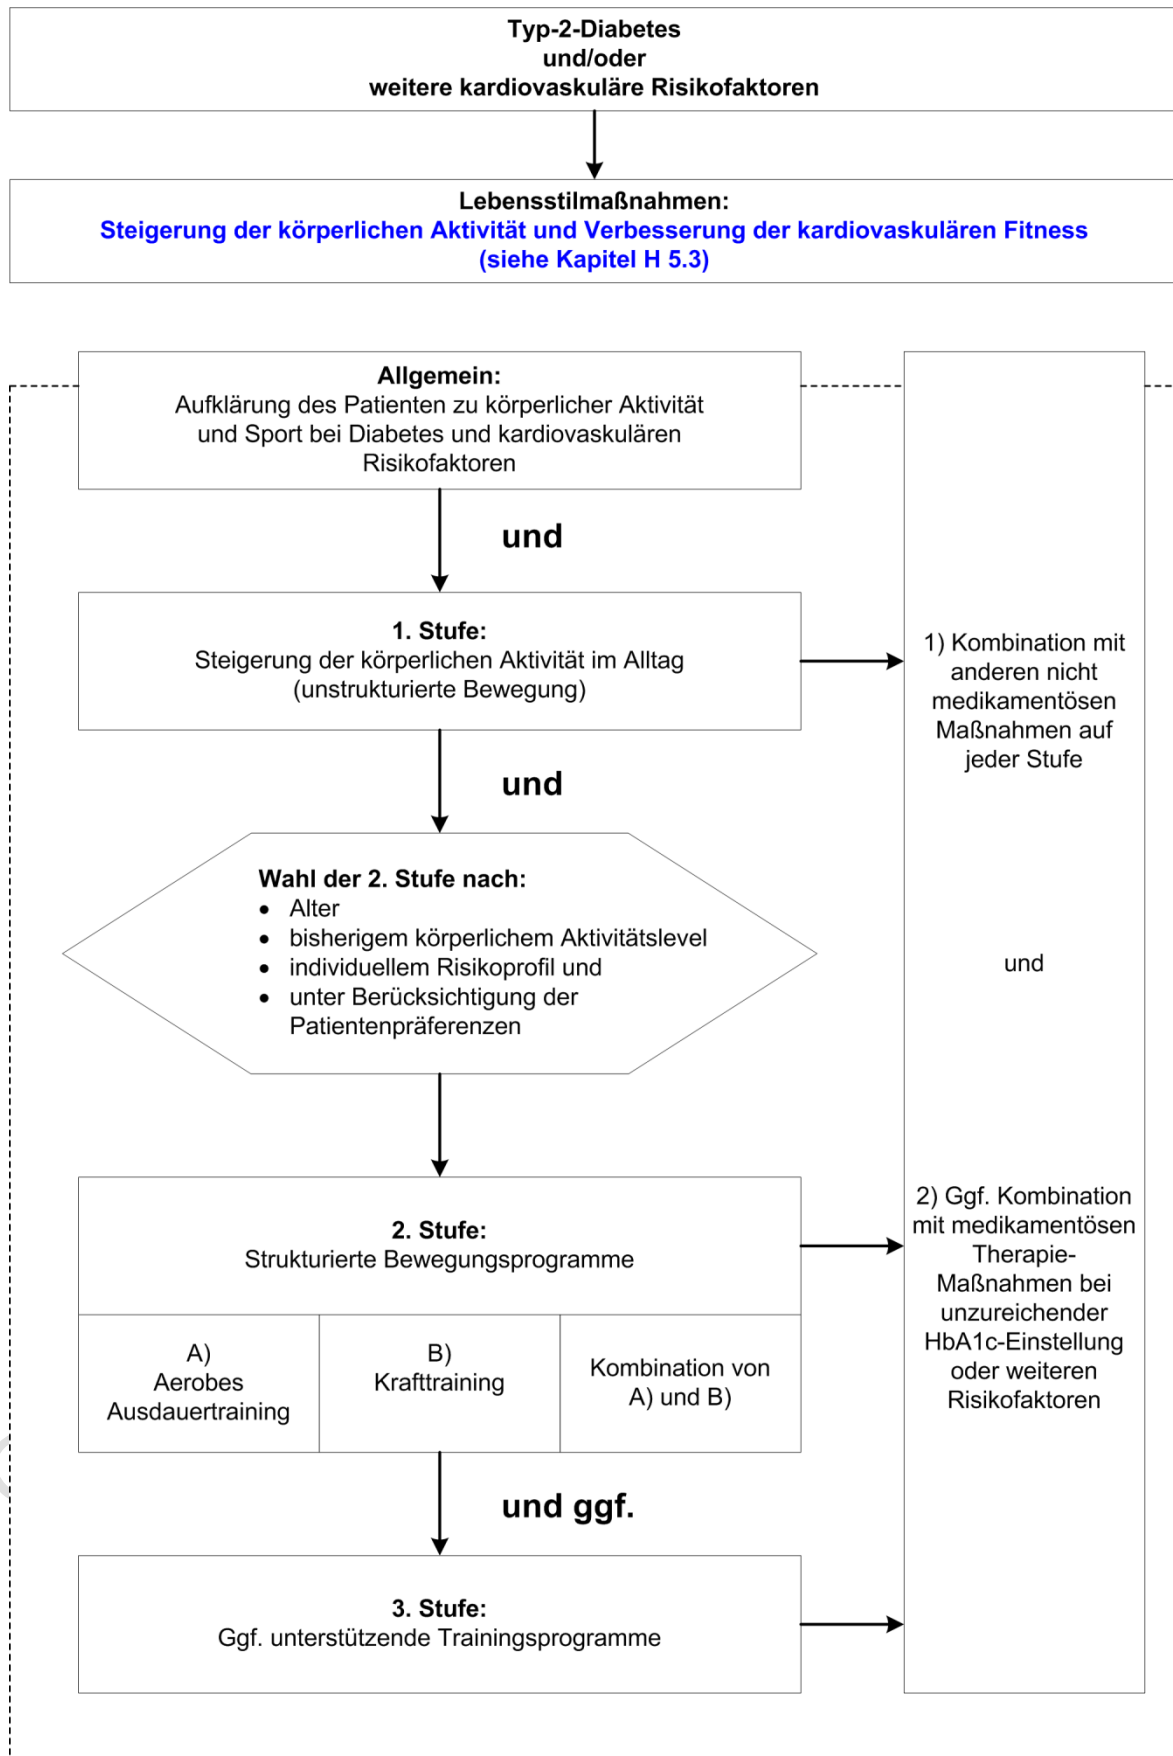 Typ-2-Diabetes
und/oder
weitere kardiovaskuläre Risikofaktoren
Lebensstilmaßnahmen:
Steigerung der körperlichen Aktivität und Verbesserung der kardiovaskulären Fitness
(siehe Kapitel H 5.3)
Allgemein:
Aufklärung des Patienten zu körperlicher Aktivität
und Sport bei Diabetes und kardiovaskulären
Risikofaktoren
und
1. Stufe:
Steigerung der körperlichen Aktivität im Alltag
(unstrukturierte Bewegung)
und
Wahl der 2. Stufe nach:
• Alter
• bisherigem körperlichem Aktivitätslevel
• individuellem Risikoprofil und
• unter Berücksichtigung der
Patientenpräferenzen
2. Stufe:
Strukturierte Bewegungsprogramme
A)
Aerobes
Ausdauertraining
B)
Krafttraining
Kombination von
A) und B)
und ggf.
3. Stufe:
Ggf. unterstützende Trainingsprogramme
1) Kombination mit
anderen nicht
medikamentösen
Maßnahmen auf
jeder Stufe
und
2) Ggf. Kombination
mit medikamentösen
Therapie-
Maßnahmen bei
unzureichender
HbA1c-Einstellung
oder weiteren
Risikofaktoren